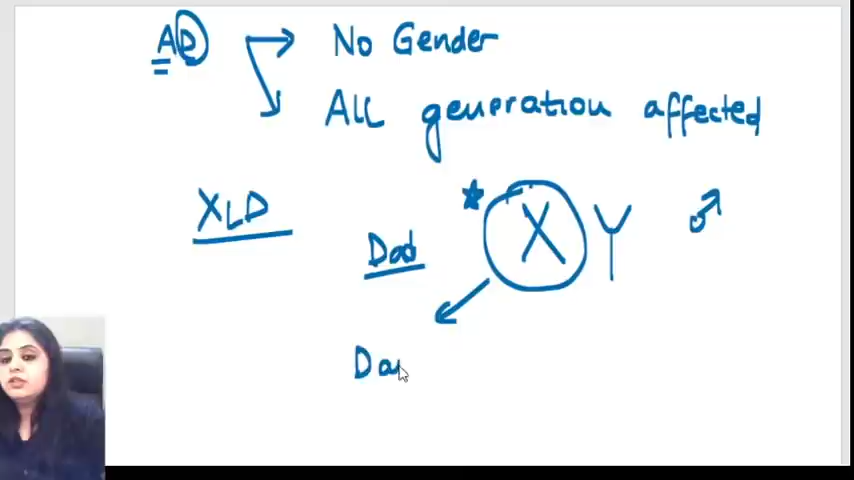 AD → No Gender
→ All generation affected
XLD
Dad ★ X Y ♂
Da